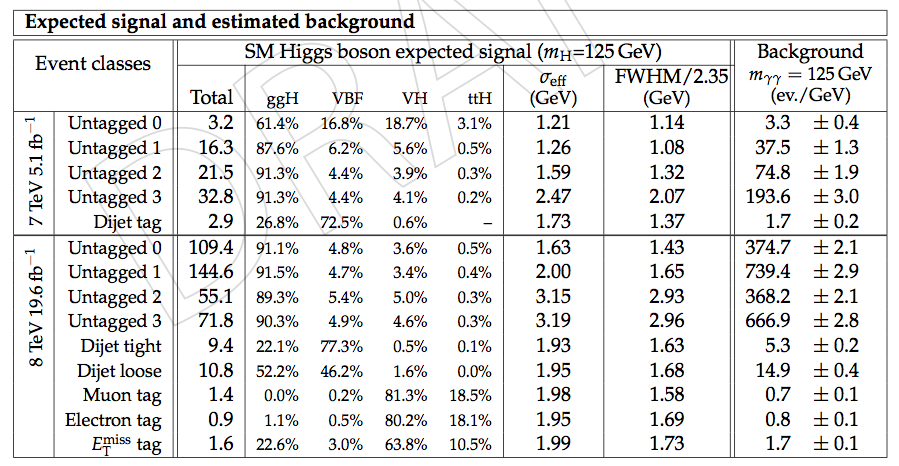 Expected signal and estimated background
Event classes SM Higgs boson expected signal (mH=125 GeV) Background
Total ggH VBF VH ttH σeff (GeV) FWHM/2.35 (GeV) mγγ = 125 GeV (ev./GeV)
7 TeV 5.1 fb−1
Untagged 0 3.2 61.4% 16.8% 18.7% 3.1% 1.21 1.14 3.3 ± 0.4
Untagged 1 16.3 87.6% 6.2% 5.6% 0.5% 1.26 1.08 37.5 ± 1.3
Untagged 2 21.5 91.3% 4.4% 3.9% 0.3% 1.59 1.32 74.8 ± 1.9
Untagged 3 32.8 91.3% 4.4% 4.1% 0.2% 2.47 2.07 193.6 ± 3.0
Dijet tag 2.9 26.8% 72.5% 0.6% – 1.73 1.37 1.7 ± 0.2
8 TeV 19.6 fb−1
Untagged 0 109.4 91.1% 4.8% 3.6% 0.5% 1.63 1.43 374.7 ± 2.1
Untagged 1 144.6 91.5% 4.7% 3.4% 0.4% 2.00 1.65 739.4 ± 2.9
Untagged 2 55.1 89.3% 5.4% 5.0% 0.3% 3.15 2.93 368.2 ± 2.1
Untagged 3 71.8 90.3% 4.9% 4.6% 0.3% 3.19 2.96 666.9 ± 2.8
Dijet tight 9.4 22.1% 77.3% 0.5% 0.1% 1.93 1.63 5.3 ± 0.2
Dijet loose 10.8 52.2% 46.2% 1.6% 0.0% 1.95 1.68 14.9 ± 0.4
Muon tag 1.4 0.0% 0.2% 81.3% 18.5% 1.98 1.58 0.7 ± 0.1
Electron tag 0.9 1.1% 0.5% 80.2% 18.1% 1.95 1.69 0.8 ± 0.1
ETmiss tag 1.6 22.6% 3.0% 63.8% 10.5% 1.99 1.73 1.7 ± 0.1